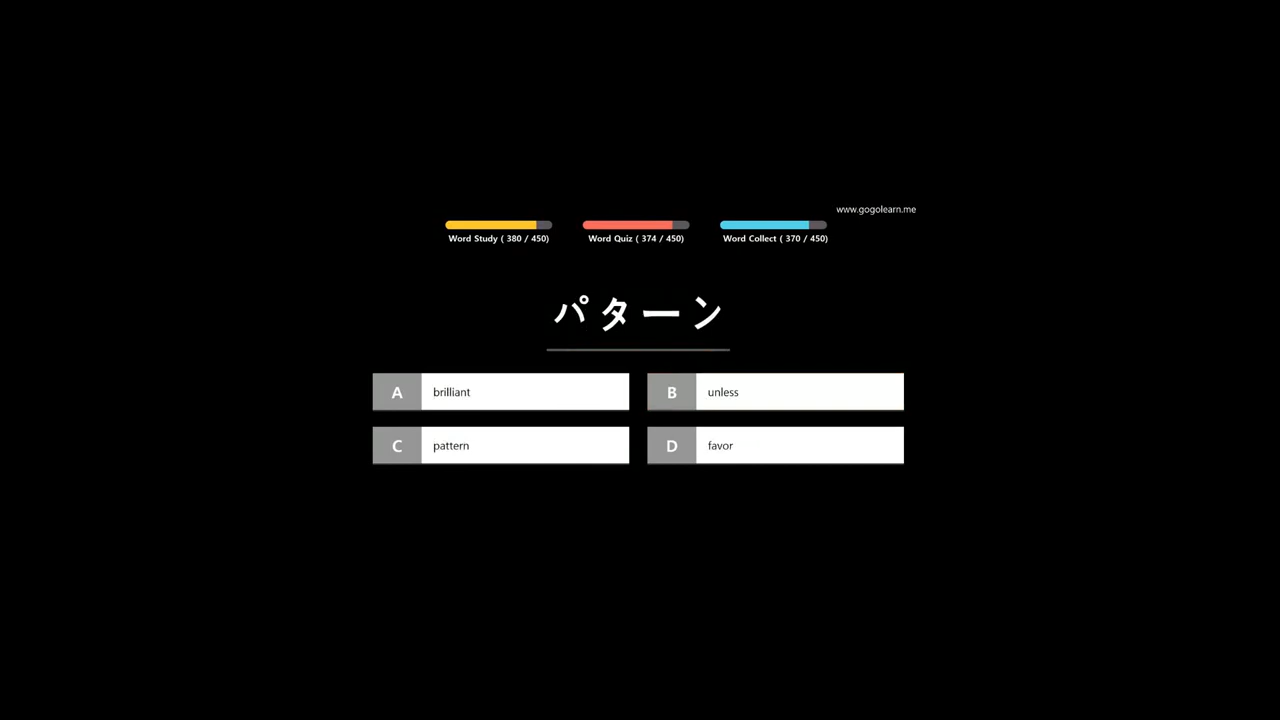 www.gogolearn.me
Word Study ( 380 / 450)
Word Quiz ( 374 / 450)
Word Collect ( 370 / 450)
パターン
A brilliant
B unless
C pattern
D favor